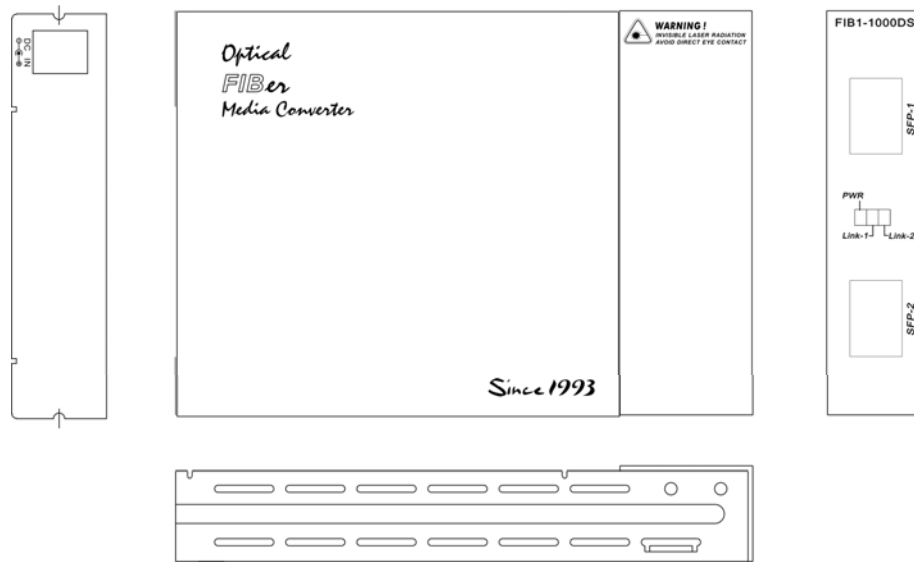 DC IN
Optical
FIBer
Media Converter
Since 1993
WARNING !
INVISIBLE LASER RADIATION
AVOID DIRECT EYE CONTACT
FIB1-1000DS
SFP-1
PWR
Link-1 Link-2
SFP-2